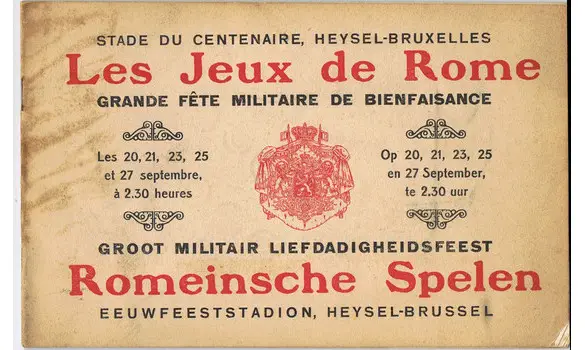 STADE DU CENTENAIRE, HEYSEL-BRUXELLES
Les Jeux de Rome
GRANDE FÊTE MILITAIRE DE BIENFAISANCE
Les 20, 21, 23, 25
et 27 septembre,
à 2.30 heures
Op 20, 21, 23, 25
en 27 September,
te 2.30 uur
GROOT MILITAIR LIEFDADIGHEIDSFEEST
Romeinsche Spelen
EEUWFEESTSTADION, HEYSEL-BRUSSEL